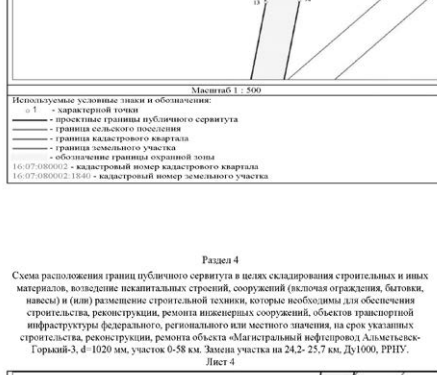 13
Масштаб 1 : 500
Используемые условные знаки и обозначения:
1 - характерной точки
- проектные границы публичного сервитута
- граница сельского поселения
- граница кадастрового квартала
- граница земельного участка
- обозначение границы охранной зоны
16:07:080002 - кадастровый номер кадастрового квартала
16:07:080002:1840 - кадастровый номер земельного участка
Раздел 4
Схема расположения границ публичного сервитута в целях складирования строительных и иных
материалов, возведение некапитальных строений, сооружений (включая ограждения, бытовки,
навесы) и (или) размещение строительной техники, которые необходимы для обеспечения
строительства, реконструкции, ремонта инженерных сооружений, объектов транспортной
инфраструктуры федерального, регионального или местного значения, на срок указанных
строительства, реконструкции, ремонта объекта «Магистральный нефтепровод Альметьевск-
Горький-3, d=1020 мм, участок 0-58 км. Замена участка на 24,2- 25,7 км, Ду1000, РРНУ.
Лист 4